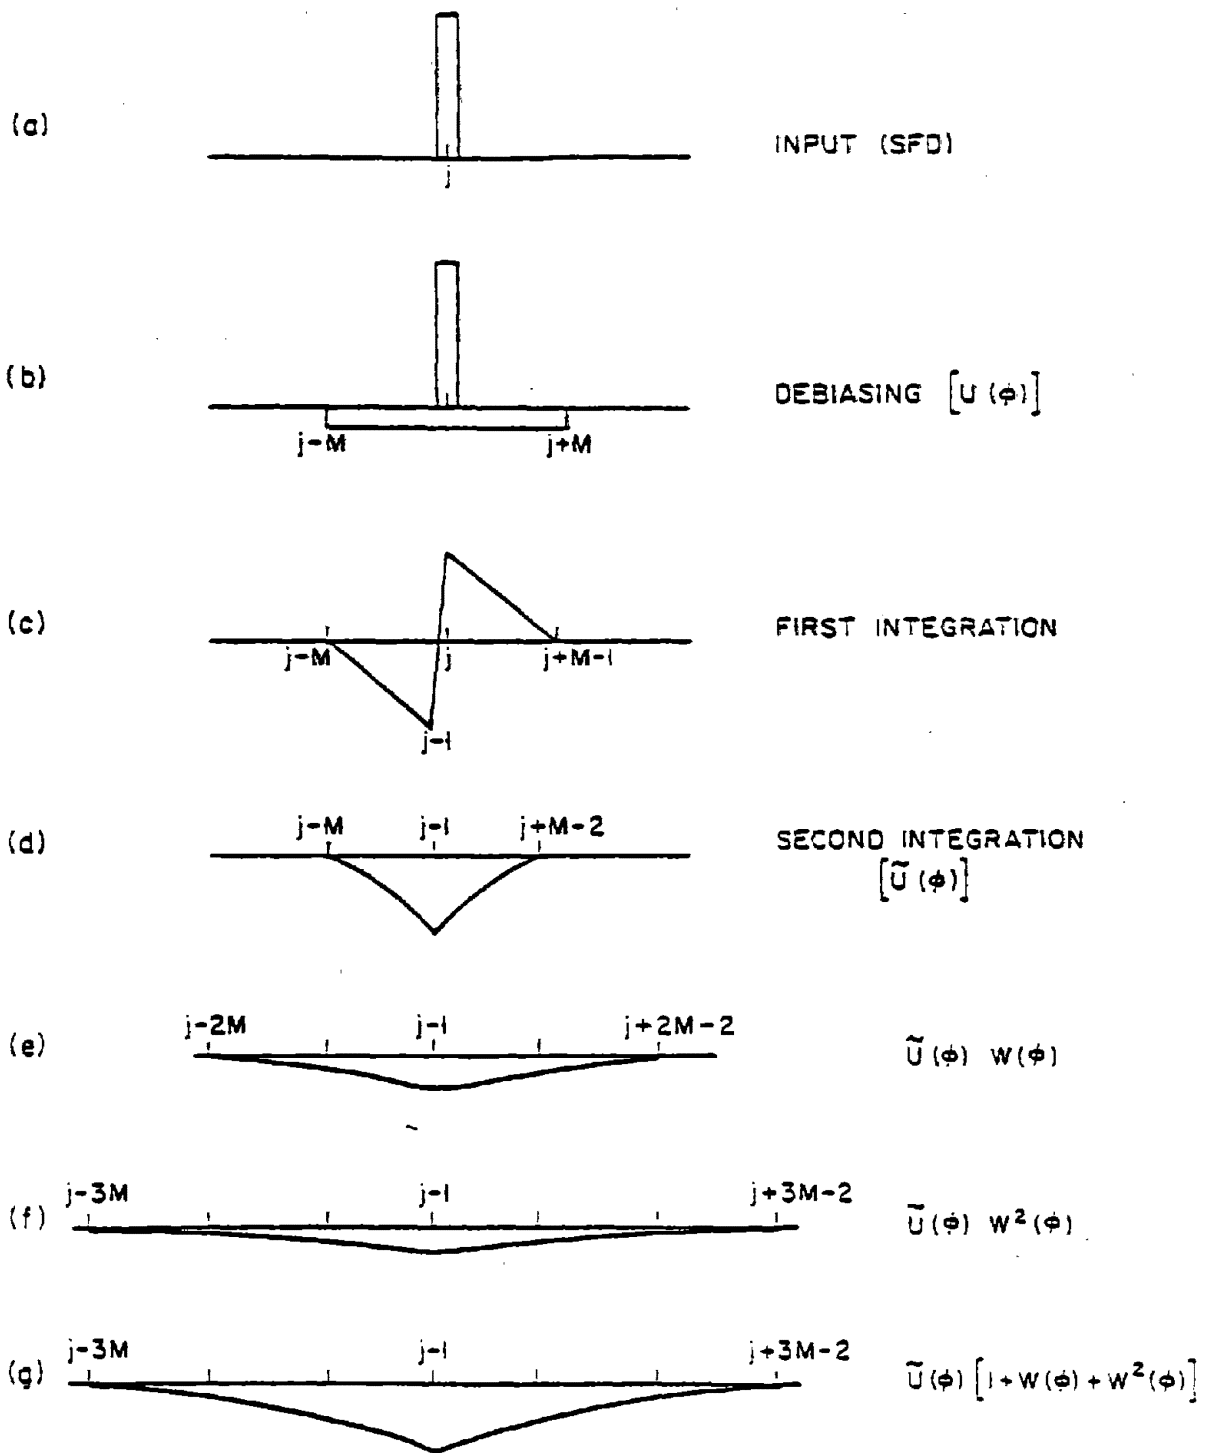 (a)
j
INPUT (SFD)
(b)
j-M
j+M
DEBIASING [U(ϕ)]
(c)
j-M
j
j+M-1
j-1
FIRST INTEGRATION
(d)
j-M
j-1
j+M-2
SECOND INTEGRATION
[Ũ(ϕ)]
(e)
j-2M
j-1
j+2M-2
Ũ(ϕ) W(ϕ)
(f)
j-3M
j-1
j+3M-2
Ũ(ϕ) W²(ϕ)
(g)
j-3M
j-1
j+3M-2
Ũ(ϕ) [1+W(ϕ)+W²(ϕ)]